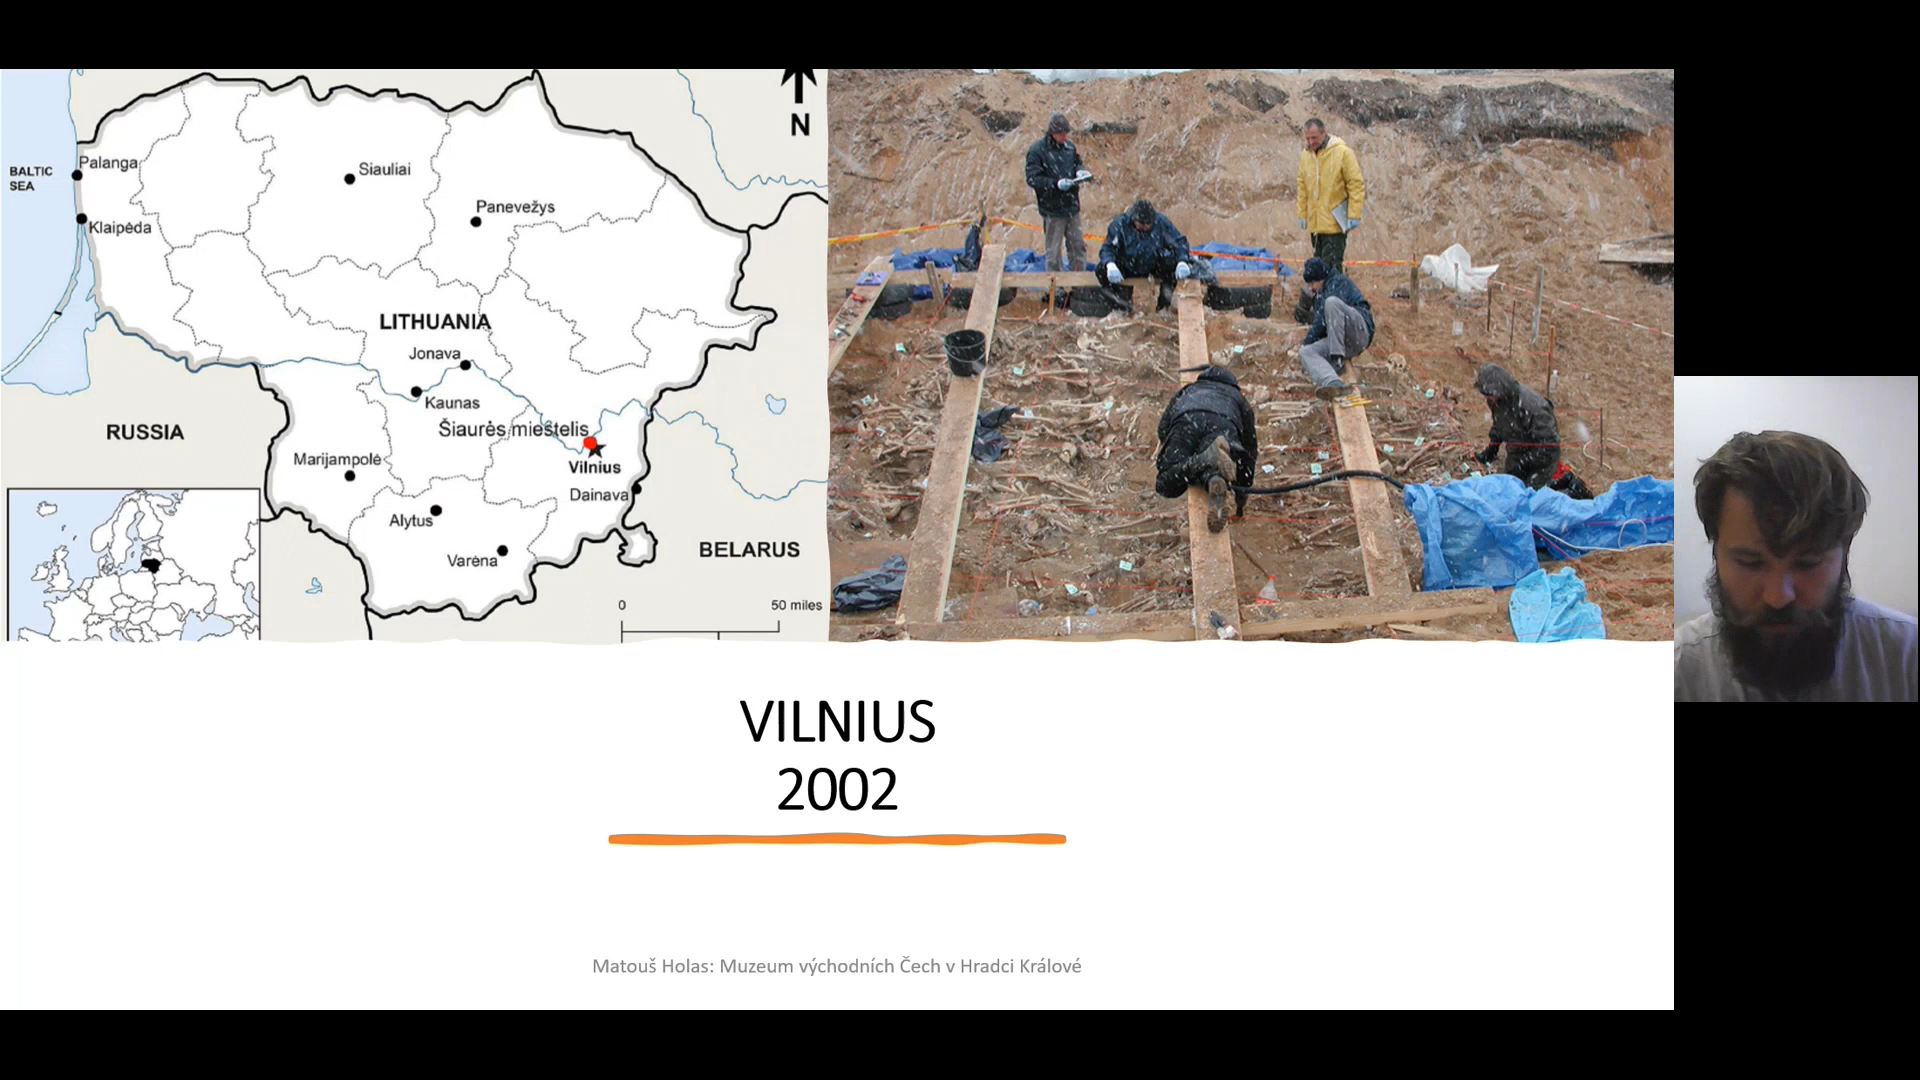 N
BALTIC
SEA
Palanga
Siauliai
Panevežys
Klaipėda
LITHUANIA
Jonava
Kaunas
Šiaurės miestelis
RUSSIA
Marijampolė
Vilnius
Dainava
Alytus
Varėna
BELARUS
0
50 miles
VILNIUS
2002
Matouš Holas: Muzeum východních Čech v Hradci Králové